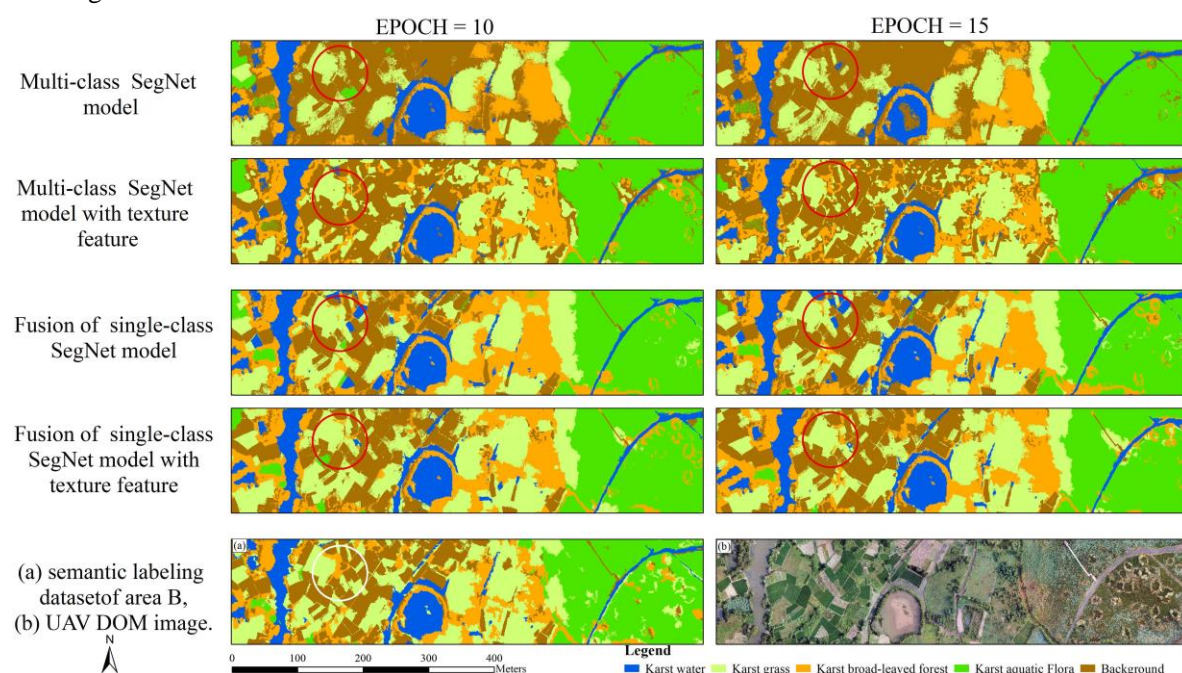 EPOCH = 10
EPOCH = 15
Multi-class SegNet
model
Multi-class SegNet
model with texture
feature
Fusion of single-class
SegNet model
Fusion of single-class
SegNet model with
texture feature
(a) semantic labeling
datasetof area B,
(b) UAV DOM image.
(a)
(b)
N
0 100 200 300 400
Meters
Legend
Karst water Karst grass Karst broad-leaved forest Karst aquatic Flora Background